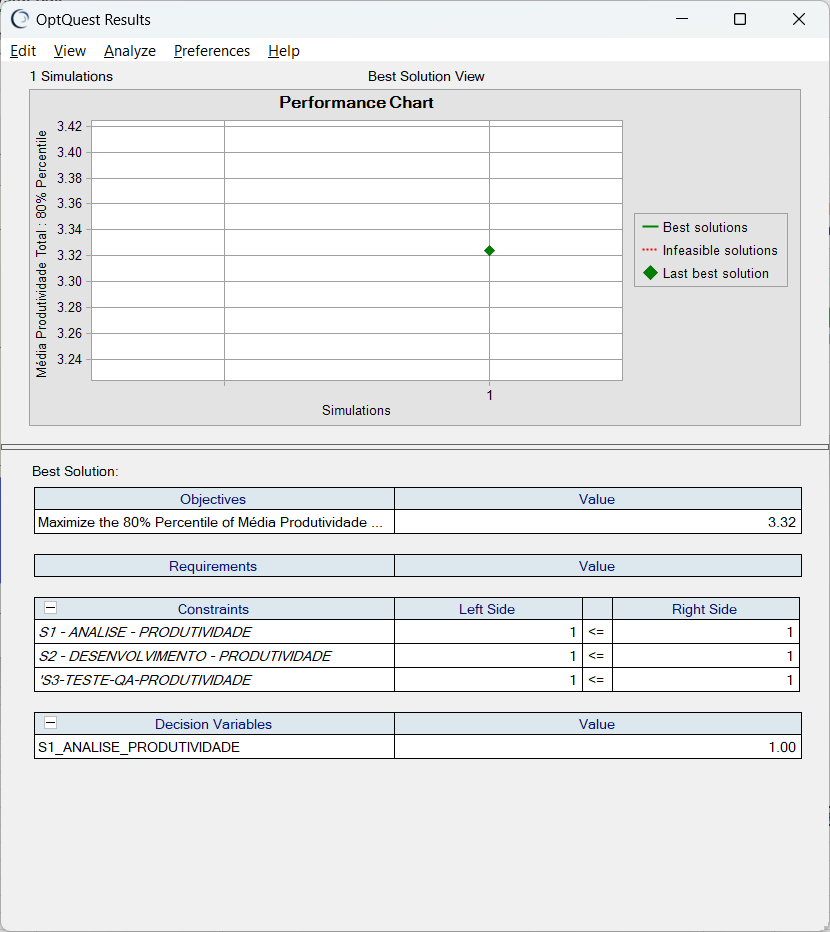 OptQuest Results
Edit View Analyze Preferences Help
1 Simulations Best Solution View
Performance Chart
Média Produtividade Total : 80% Percentile
3.42
3.40
3.38
3.36
3.34
3.32
3.30
3.28
3.26
3.24
1
Simulations
Best solutions
Infeasible solutions
Last best solution
Best Solution:
Objectives Value
Maximize the 80% Percentile of Média Produtividade ... 3.32
Requirements Value
Constraints Left Side Right Side
S1 - ANALISE - PRODUTIVIDADE 1 <= 1
S2 - DESENVOLVIMENTO - PRODUTIVIDADE 1 <= 1
'S3-TESTE-QA-PRODUTIVIDADE 1 <= 1
Decision Variables Value
S1_ANALISE_PRODUTIVIDADE 1.00